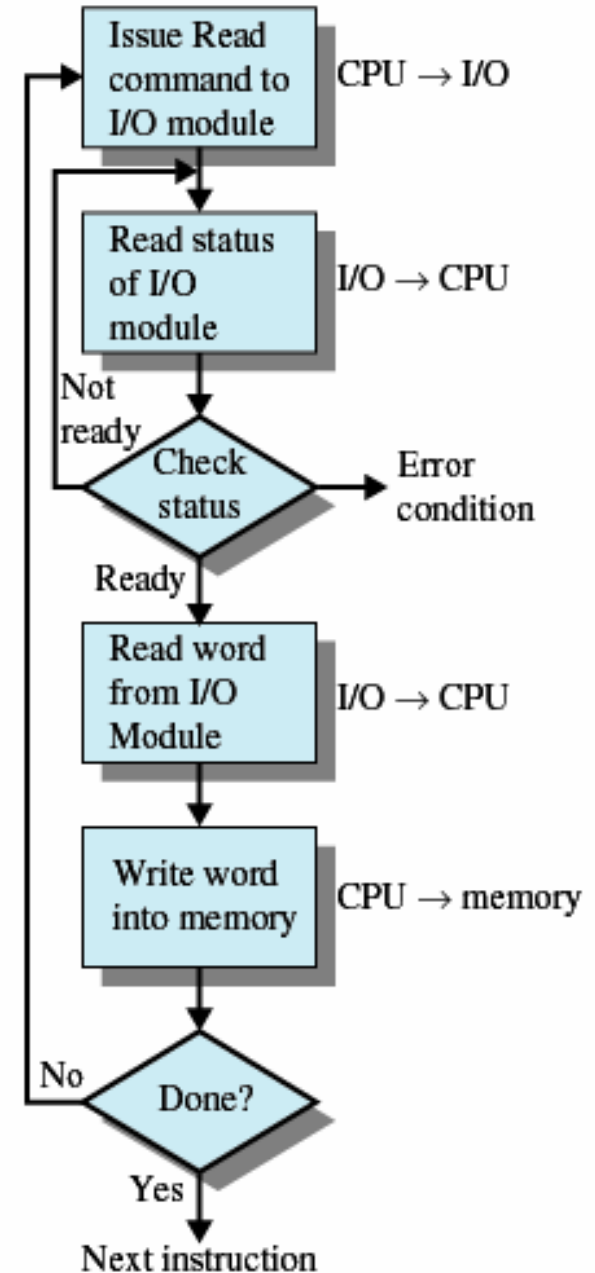 Issue Read
command to
I/O module
CPU → I/O
Read status
of I/O
module
I/O → CPU
Not
ready
Check
status
Error
condition
Ready
Read word
from I/O
Module
I/O → CPU
Write word
into memory
CPU → memory
No
Done?
Yes
Next instruction